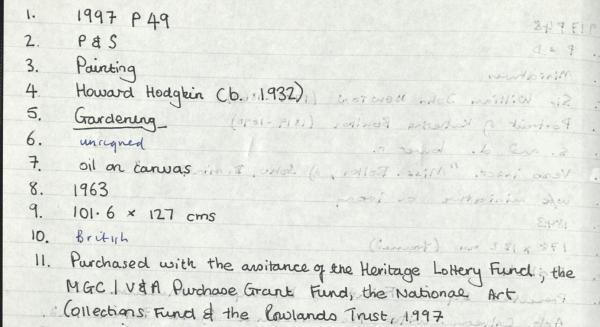 1. 1997 P 49
2. P & S
3. Painting
4. Howard Hodgkin (b. 1932)
5. Gardening
6. unsigned
7. oil on canvas
8. 1963
9. 101.6 × 127 cms
10. British
11. Purchased with the assitance of the Heritage Lottery Fund, the
MGC / V&A Purchase Grant Fund, the National Art
Collections Fund & the Rowlands Trust, 1997